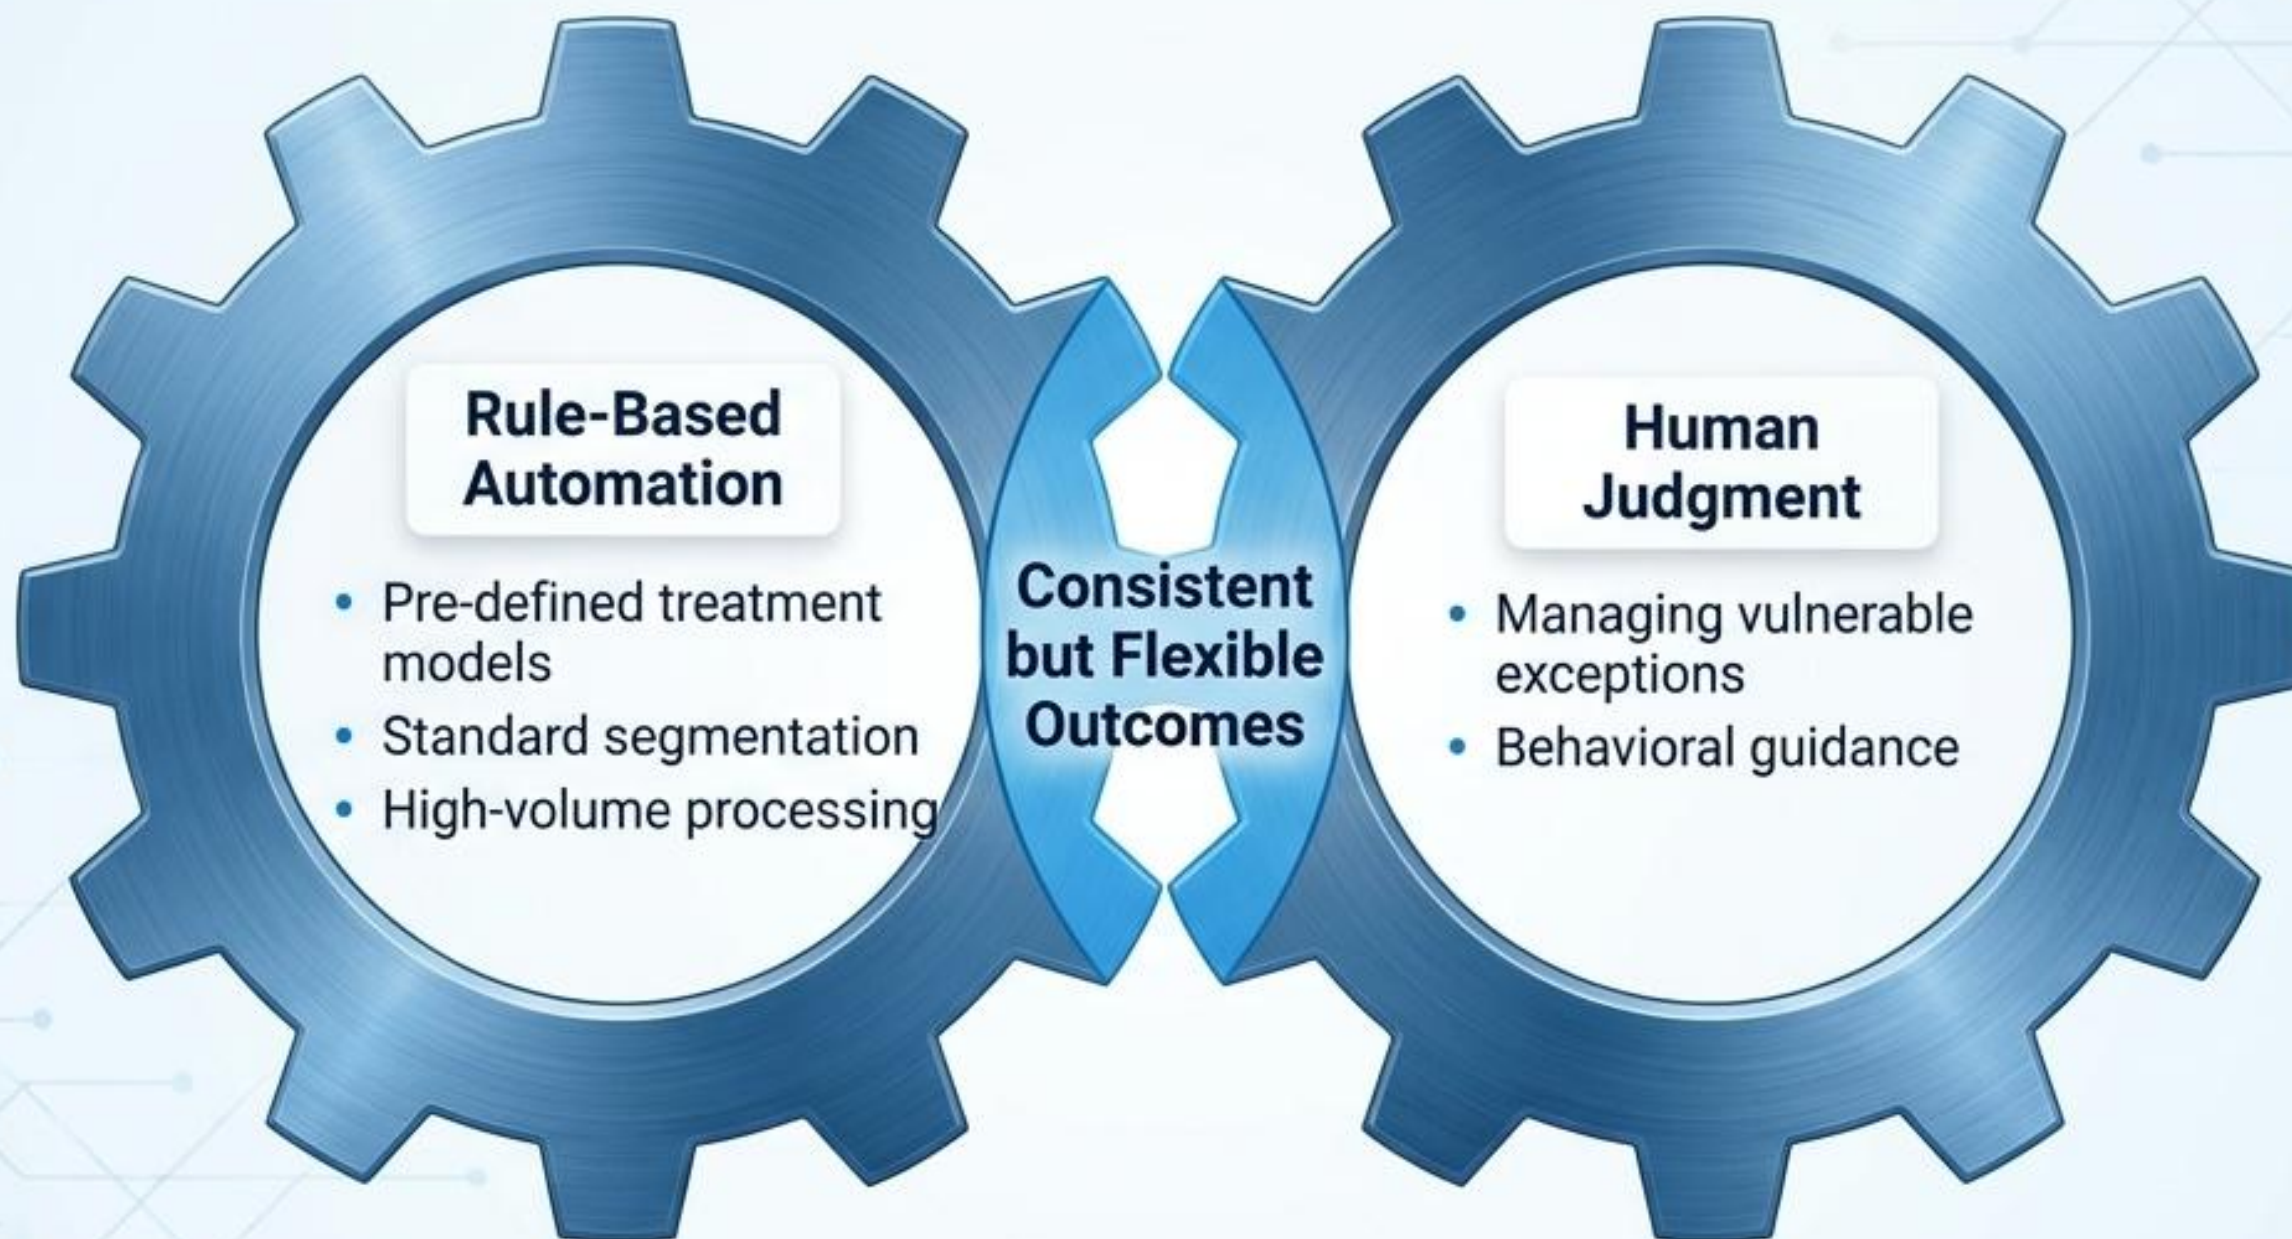 Rule-Based
Automation
• Pre-defined treatment
models
• Standard segmentation
• High-volume processing
Consistent
but Flexible
Outcomes
Human
Judgment
• Managing vulnerable
exceptions
• Behavioral guidance